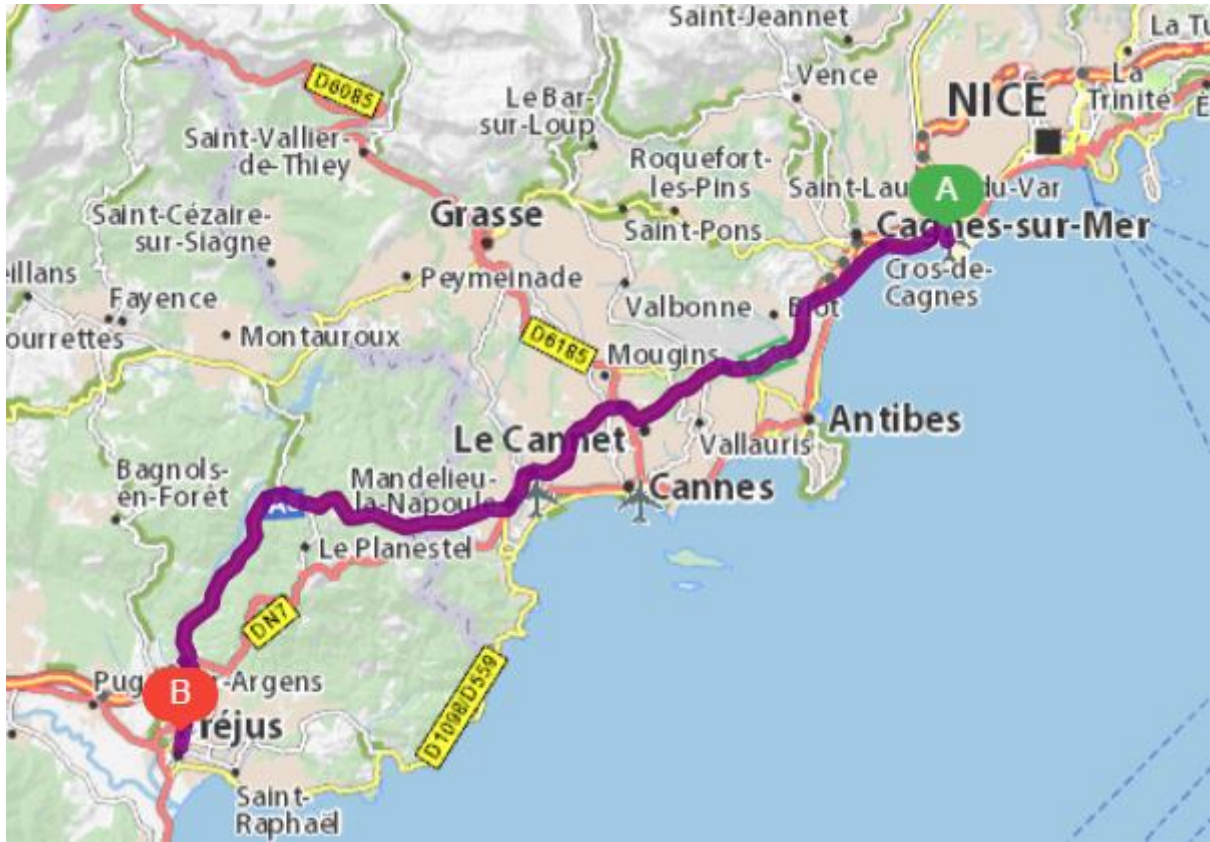 Saint-Jeannet
La Tu
Vence
La
Trinité
NICE
D6085
Le Bar-
sur-Loup
Saint-Vallier-
de-Thiey
Roquefort-
les-Pins
Saint-Lau
du-Var
A
Saint-Cézaire-
sur-Siagne
Grasse
Saint-Pons
Cagnes-sur-Mer
Cros-de-
Cagnes
eillans
Fayence
Peymeinade
Valbonne
Biot
ourrettes
Montauroux
D6185
Mougins
Antibes
Le Cannet
Vallauris
Bagnols-
en-Forêt
Mandelieu-
la-Napoule
Cannes
Le Planestel
DN7
D1098/D559
Pug
r-Argens
B
réjus
Saint-
Raphaël